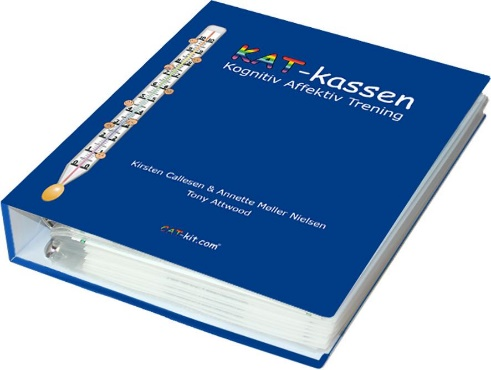 KAT-kassen
Kognitiv Affektiv Trening
Kirsten Callesen & Annette Møller Nielsen
Tony Attwood
KAT-kit.com®